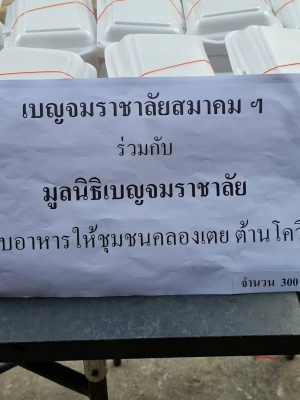 เบญจมราชาลัยสมาคม ฯ
ร่วมกับ
มูลนิธิเบญจมราชาลัย
อาหารให้ชุมชนคลองเตย ต้าน
จำนวน 300